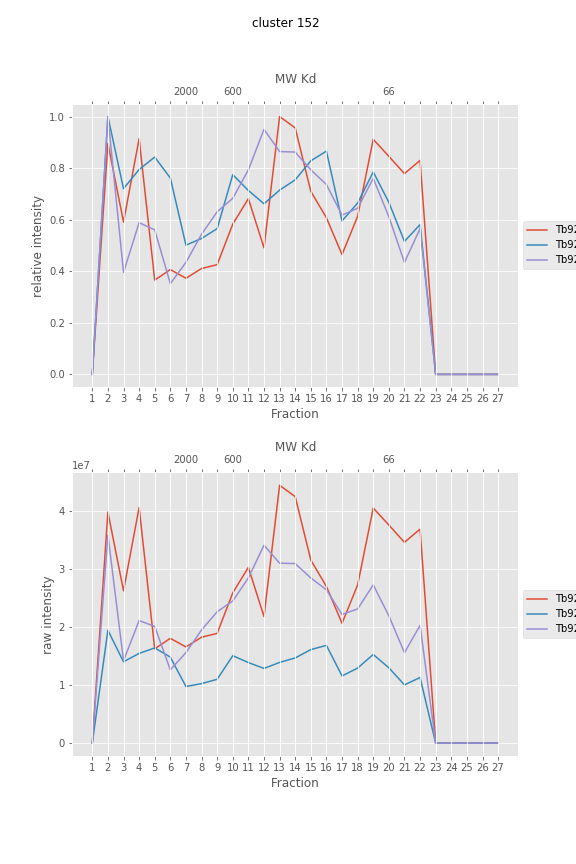 cluster 152
MW Kd
2000 600 66
1.0
0.8
0.6
0.4
0.2
0.0
relative intensity
Tb92
Tb92
Tb92
1 2 3 4 5 6 7 8 9 10 11 12 13 14 15 16 17 18 19 20 21 22 23 24 25 26 27
Fraction
MW Kd
1e7 2000 600 66
4
3
2
1
0
raw intensity
Tb92
Tb92
Tb92
1 2 3 4 5 6 7 8 9 10 11 12 13 14 15 16 17 18 19 20 21 22 23 24 25 26 27
Fraction